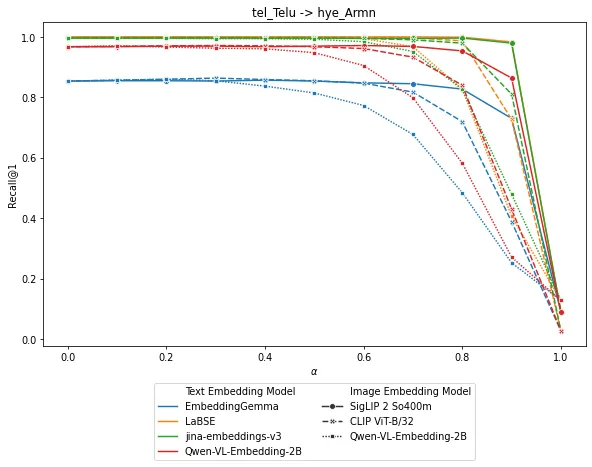 tel_Telu -> hye_Armn
Recall@1
1.0
0.8
0.6
0.4
0.2
0.0
0.0 0.2 0.4 0.6 0.8 1.0
α
Text Embedding Model
EmbeddingGemma
LaBSE
jina-embeddings-v3
Qwen-VL-Embedding-2B
Image Embedding Model
SigLIP 2 So400m
CLIP ViT-B/32
Qwen-VL-Embedding-2B